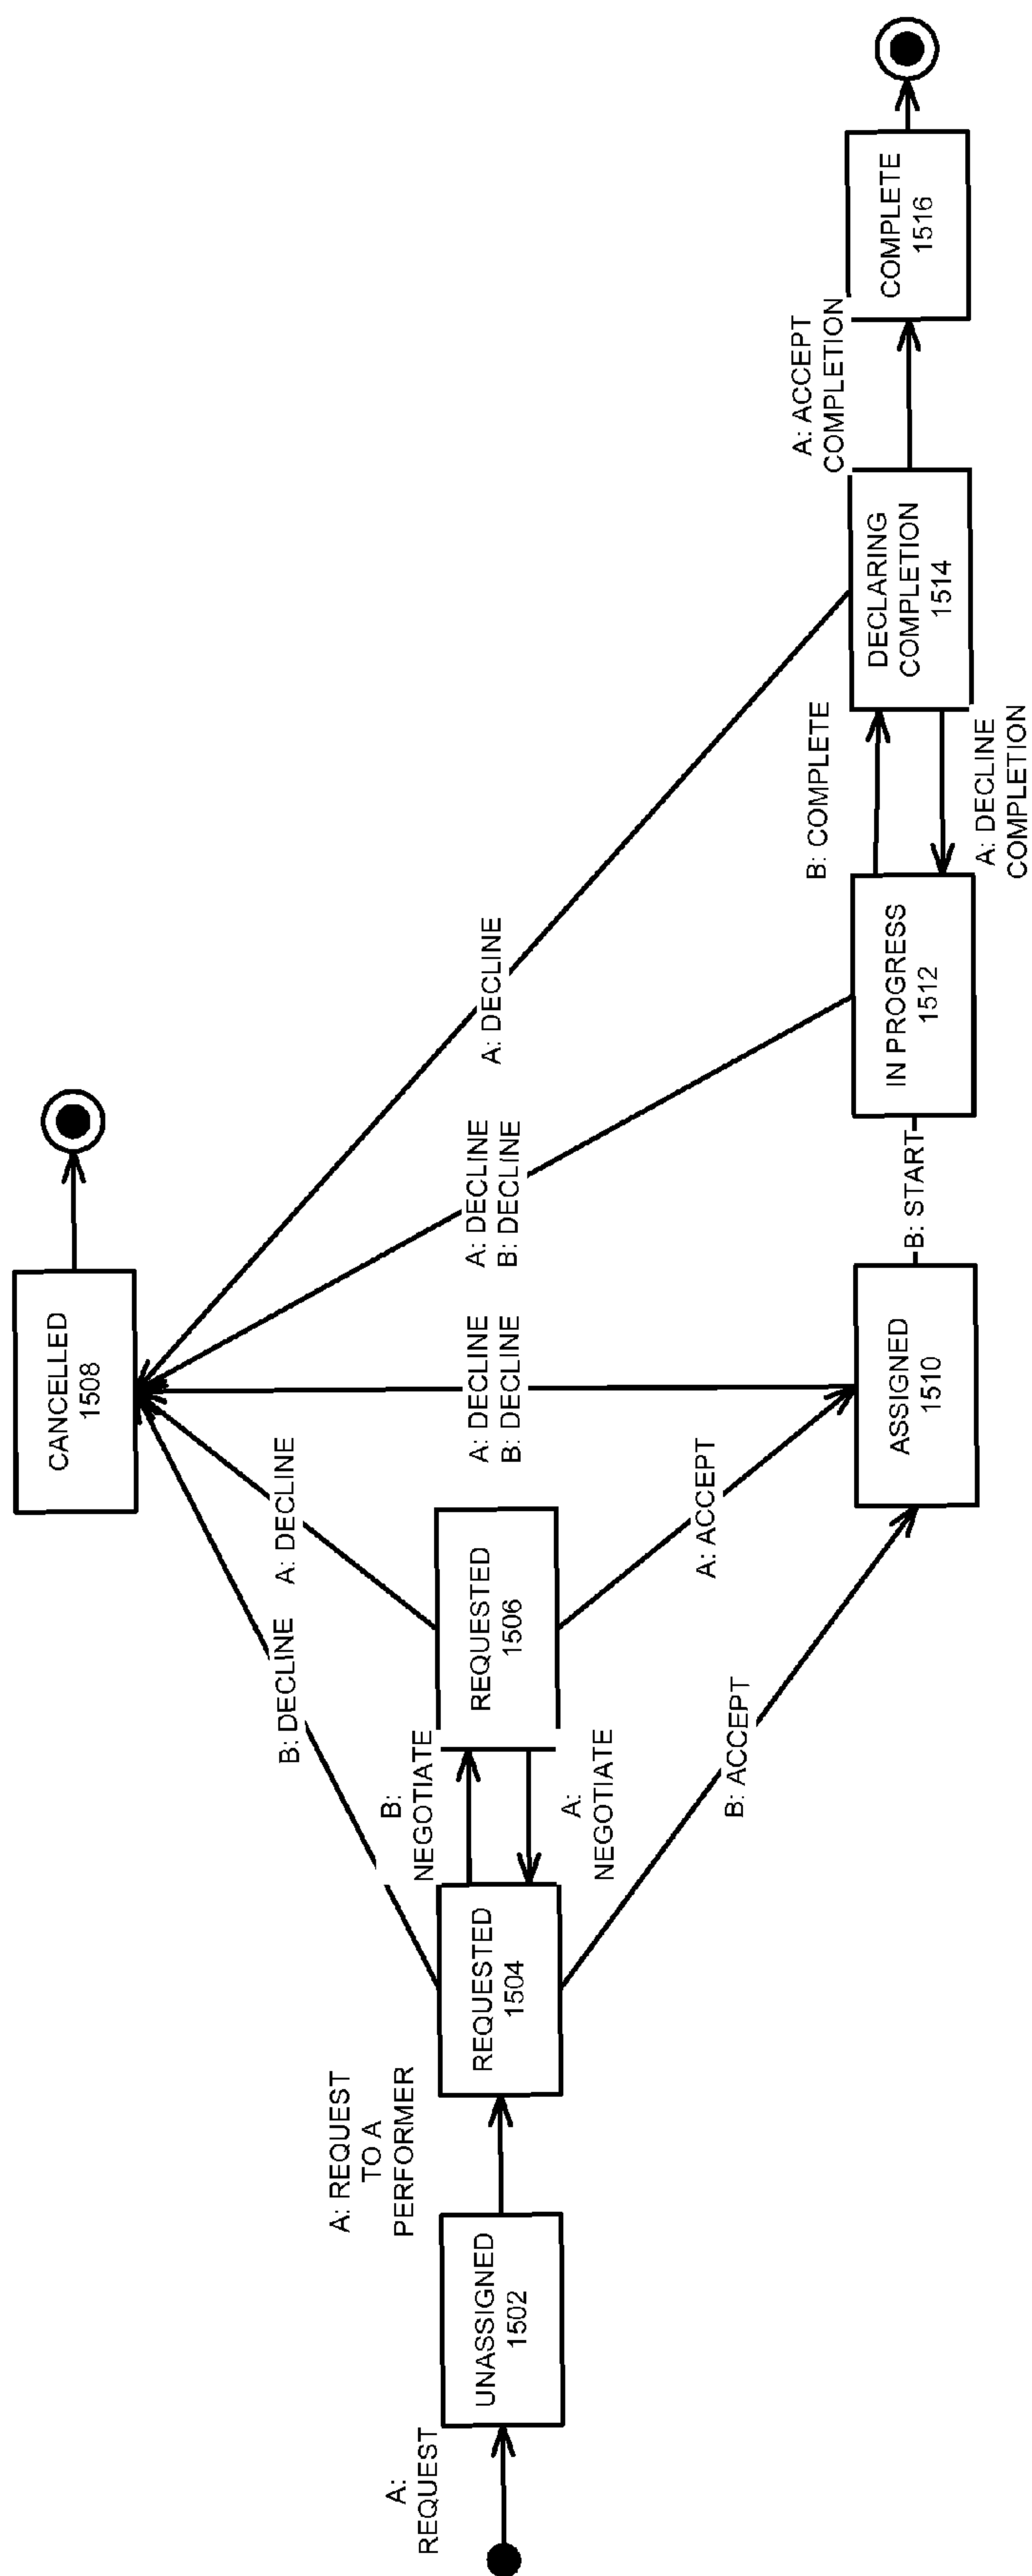 A:
REQUEST
UNASSIGNED
1502
A: REQUEST
TO A
PERFORMER
REQUESTED
1504
B:
NEGOTIATE
A:
NEGOTIATE
REQUESTED
1506
B: DECLINE
A: DECLINE
CANCELLED
1508
B: ACCEPT
A: ACCEPT
A: DECLINE
B: DECLINE
ASSIGNED
1510
B: START
A: DECLINE
B: DECLINE
IN PROGRESS
1512
A: DECLINE
B: COMPLETE
A: DECLINE
COMPLETION
DECLARING
COMPLETION
1514
A: ACCEPT
COMPLETION
COMPLETE
1516